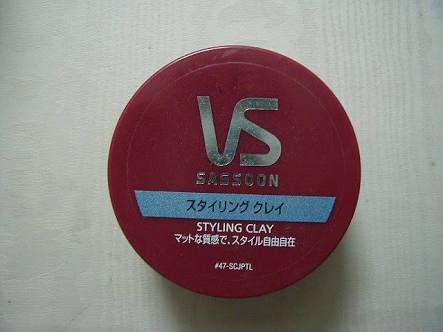 VS
SASSOON
スタイリング クレイ
STYLING CLAY
マットな質感で、スタイル自由自在
#47-SCJPTL